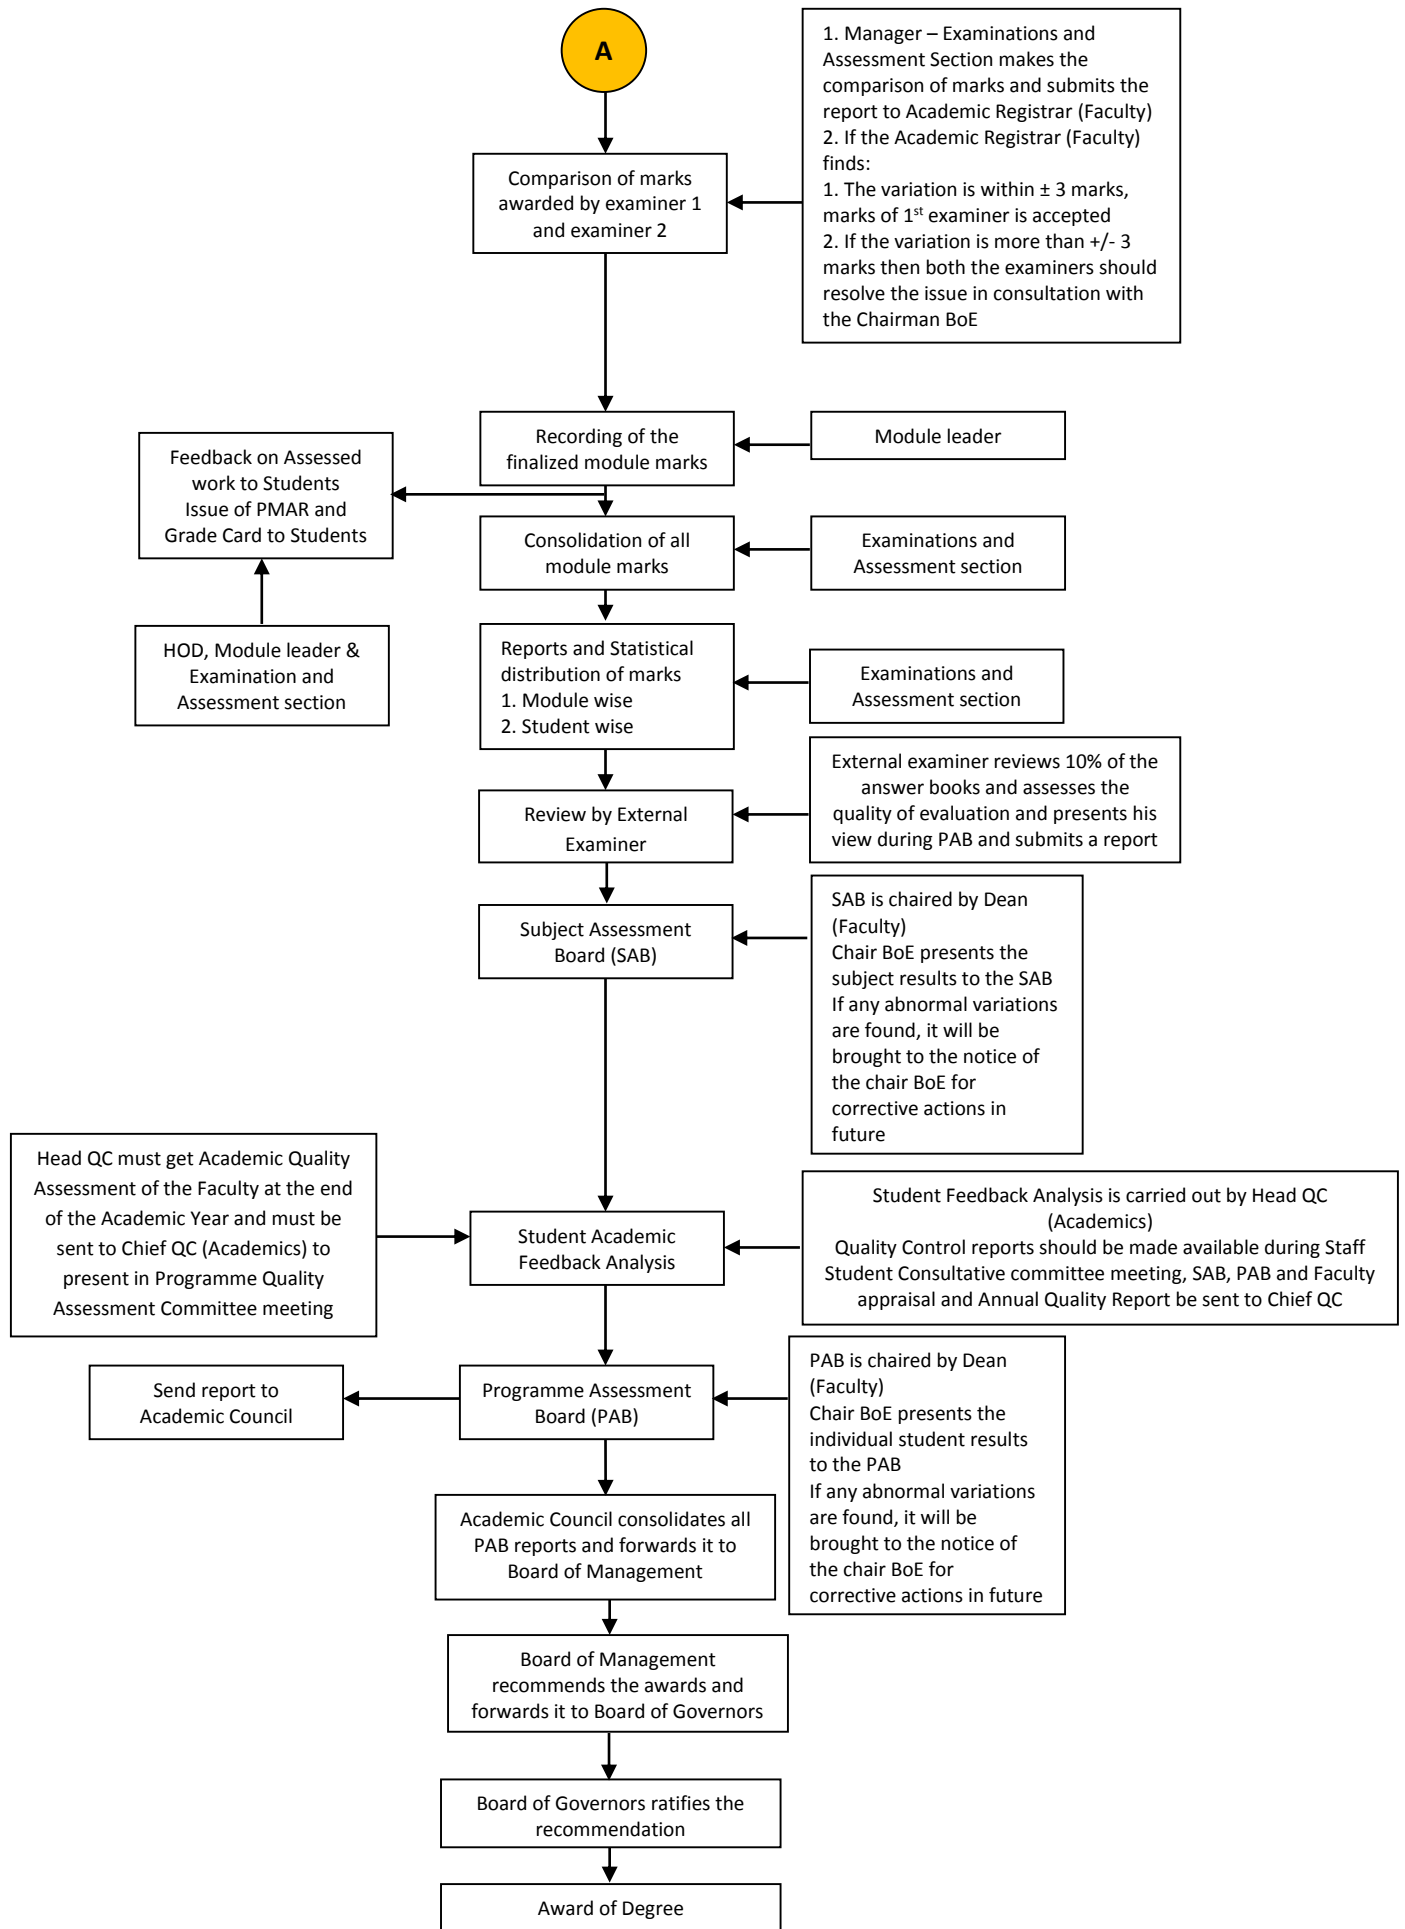 A
1. Manager – Examinations and
Assessment Section makes the
comparison of marks and submits the
report to Academic Registrar (Faculty)
2. If the Academic Registrar (Faculty)
finds:
1. The variation is within ± 3 marks,
marks of 1st examiner is accepted
2. If the variation is more than +/- 3
marks then both the examiners should
resolve the issue in consultation with
the Chairman BoE
Comparison of marks
awarded by examiner 1
and examiner 2
Recording of the
finalized module marks
Module leader
Feedback on Assessed
work to Students
Issue of PMAR and
Grade Card to Students
Consolidation of all
module marks
Examinations and
Assessment section
HOD, Module leader &
Examination and
Assessment section
Reports and Statistical
distribution of marks
1. Module wise
2. Student wise
Examinations and
Assessment section
External examiner reviews 10% of the
answer books and assesses the
quality of evaluation and presents his
view during PAB and submits a report
Review by External
Examiner
SAB is chaired by Dean
(Faculty)
Chair BoE presents the
subject results to the SAB
If any abnormal variations
are found, it will be
brought to the notice of
the chair BoE for
corrective actions in
future
Subject Assessment
Board (SAB)
Head QC must get Academic Quality
Assessment of the Faculty at the end
of the Academic Year and must be
sent to Chief QC (Academics) to
present in Programme Quality
Assessment Committee meeting
Student Academic
Feedback Analysis
Student Feedback Analysis is carried out by Head QC
(Academics)
Quality Control reports should be made available during Staff
Student Consultative committee meeting, SAB, PAB and Faculty
appraisal and Annual Quality Report be sent to Chief QC
Send report to
Academic Council
Programme Assessment
Board (PAB)
PAB is chaired by Dean
(Faculty)
Chair BoE presents the
individual student results
to the PAB
If any abnormal variations
are found, it will be
brought to the notice of
the chair BoE for
corrective actions in future
Academic Council consolidates all
PAB reports and forwards it to
Board of Management
Board of Management
recommends the awards and
forwards it to Board of Governors
Board of Governors ratifies the
recommendation
Award of Degree